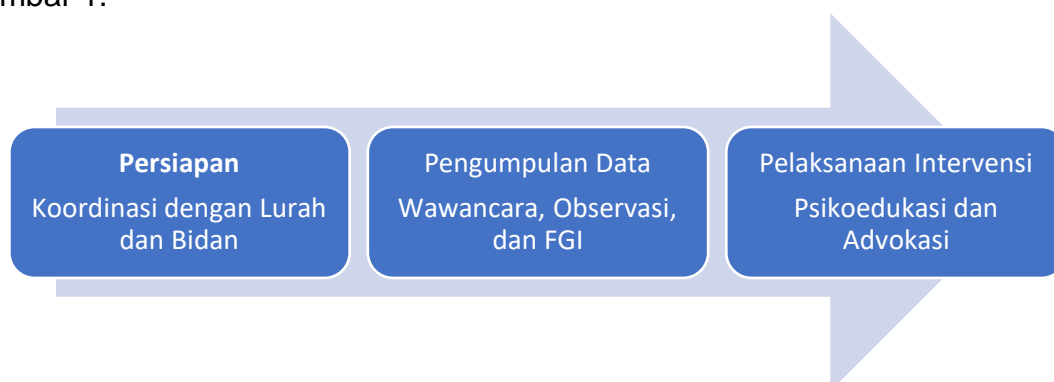 mbar 1.
Persiapan
Koordinasi dengan Lurah
dan Bidan
Pengumpulan Data
Wawancara, Observasi,
dan FGI
Pelaksanaan Intervensi
Psikoedukasi dan
Advokasi